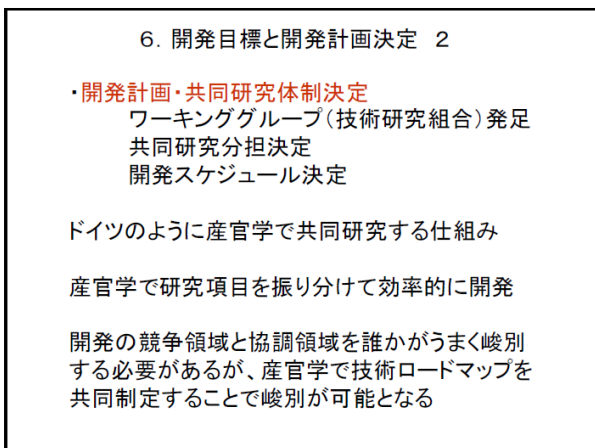 6．開発目標と開発計画決定　2
・開発計画・共同研究体制決定
ワーキンググループ（技術研究組合）発足
共同研究分担決定
開発スケジュール決定
ドイツのように産官学で共同研究する仕組み
産官学で研究項目を振り分けて効率的に開発
開発の競争領域と協調領域を誰かがうまく峻別
する必要があるが、産官学で技術ロードマップを
共同制定することで峻別が可能となる